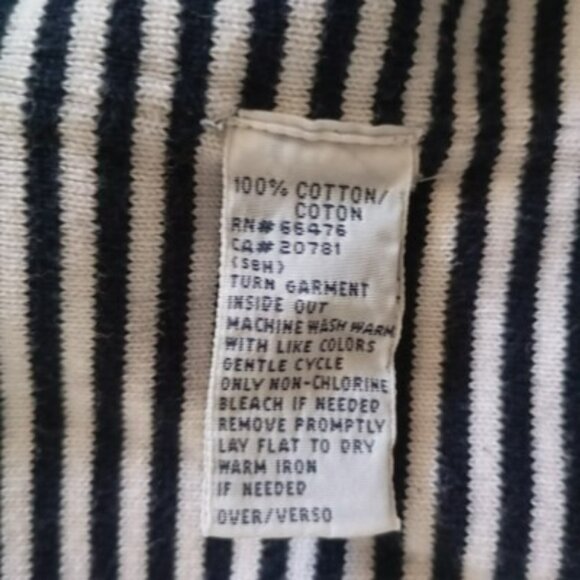 100% COTTON/
COTON
RN# 66476
CA# 20781
(SBH)
TURN GARMENT
INSIDE OUT
MACHINE WASH WARM
WITH LIKE COLORS
GENTLE CYCLE
ONLY NON-CHLORINE
BLEACH IF NEEDED
REMOVE PROMPTLY
LAY FLAT TO DRY
WARM IRON
IF NEEDED
OVER/VERSO